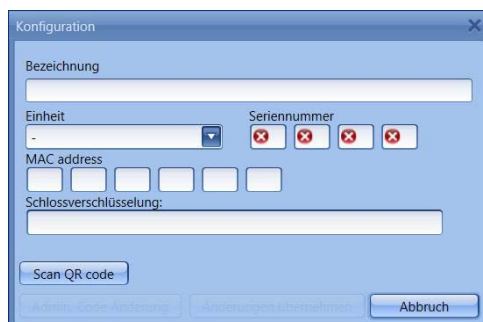 Konfiguration
Bezeichnung
Einheit Seriennummer
-
MAC address
Schlossverschlüsselung:
Scan QR code
Admin. Code Änderung Änderungen übernehmen Abbruch